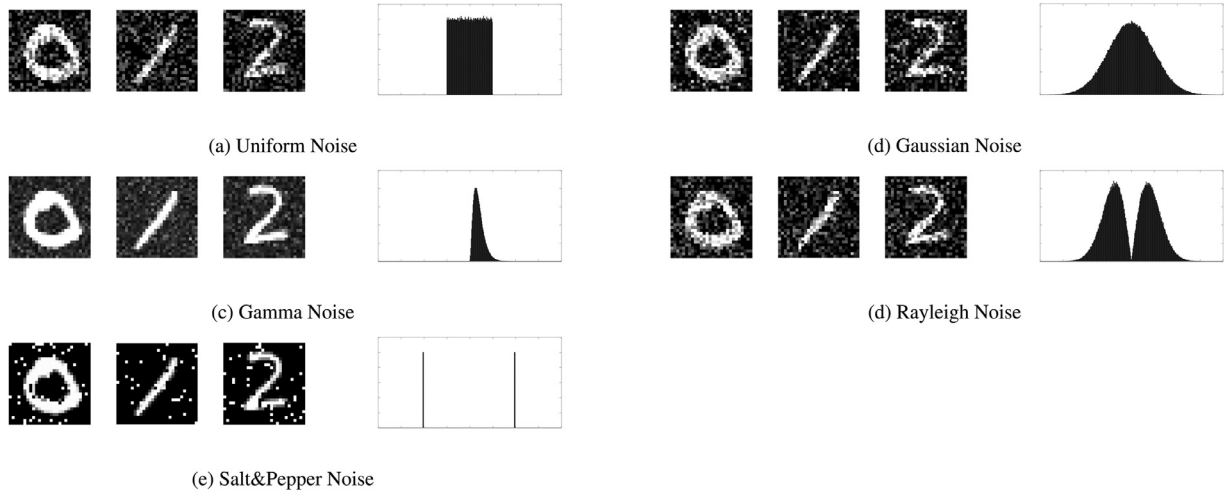 (a) Uniform Noise
(d) Gaussian Noise
(c) Gamma Noise
(d) Rayleigh Noise
(e) Salt&Pepper Noise